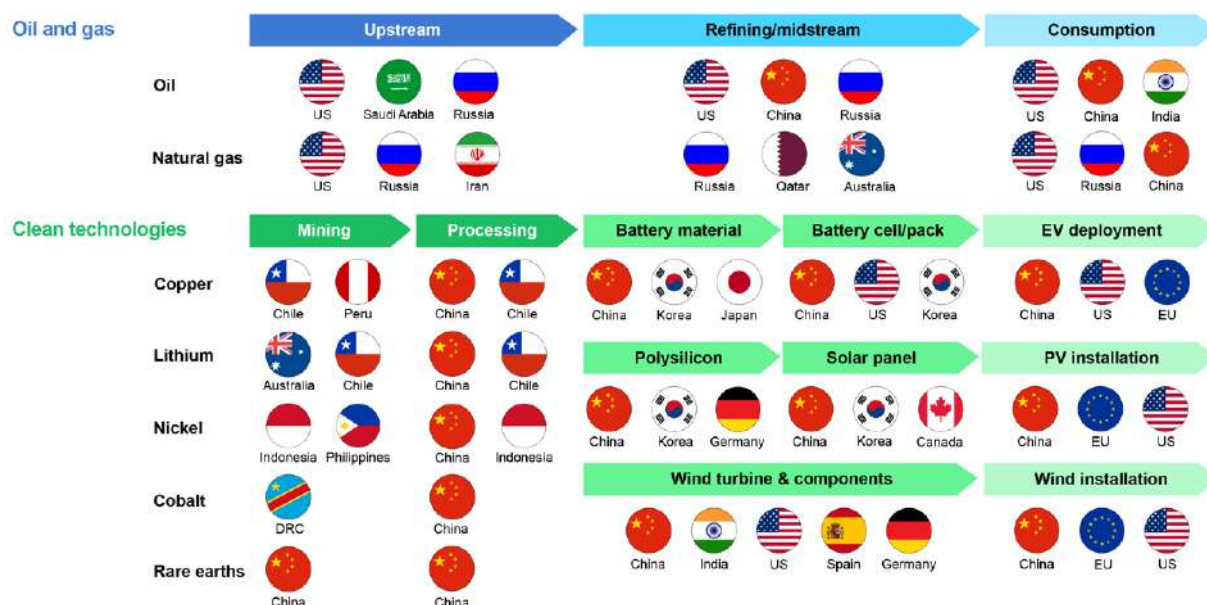 Oil and gas
Upstream
Refining/midstream
Consumption
Oil
US
Saudi Arabia
Russia
US
China
Russia
US
China
India
Natural gas
US
Russia
Iran
Russia
Qatar
Australia
US
Russia
China
Clean technologies
Mining
Processing
Battery material
Battery cell/pack
EV deployment
Copper
Chile
Peru
China
Chile
China
Korea
Japan
China
US
Korea
China
US
EU
Lithium
Australia
Chile
China
Chile
Polysilicon
Solar panel
PV installation
Nickel
Indonesia
Philippines
China
Indonesia
China
Korea
Germany
China
Korea
Canada
China
EU
US
Cobalt
DRC
China
Wind turbine & components
Wind installation
China
India
US
Spain
Germany
China
EU
US
Rare earths
China
China